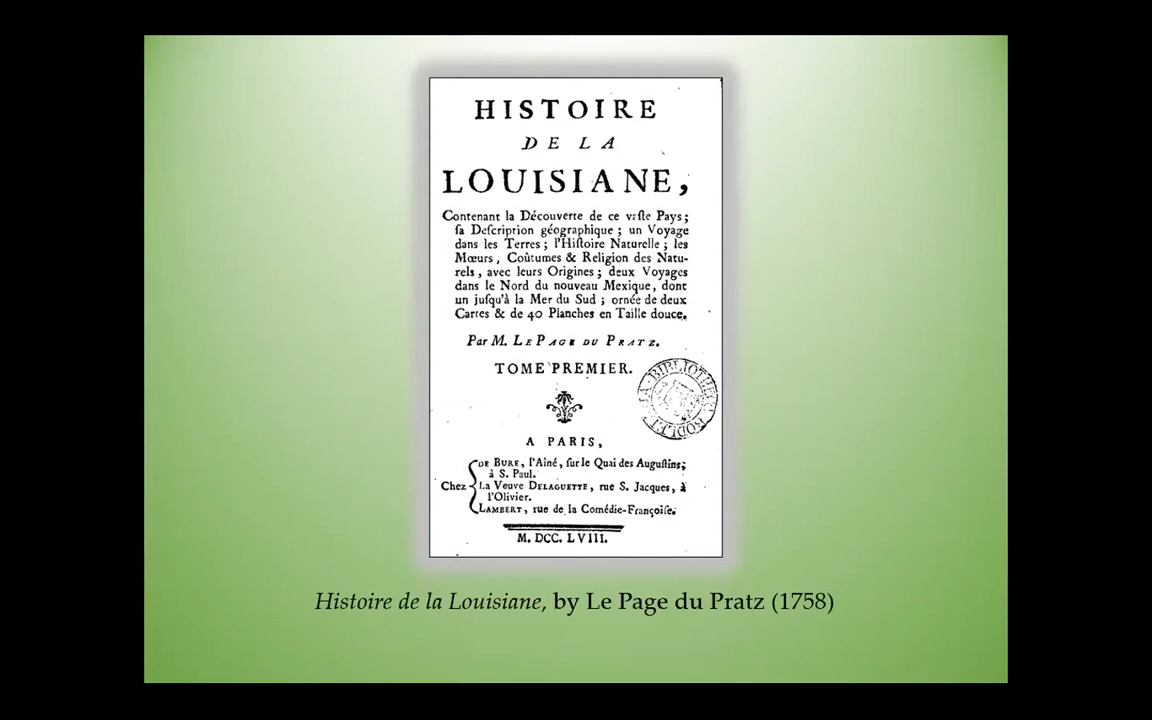 HISTOIRE
DE LA
LOUISIANE,
Contenant la Découverte de ce vaſte Pays;
ſa Deſcription géographique; un Voyage
dans les Terres; l'Hiſtoire Naturelle; les
Mœurs, Coûtumes & Religion des Natu-
rels, avec leurs Origines; deux Voyages
dans le Nord du nouveau Mexique, dont
un juſqu'à la Mer du Sud; ornée de deux
Cartes & de 40 Planches en Taille douce.
Par M. LE PAGE DU PRATZ.
TOME PREMIER.
A PARIS,
DE BURE, l'Aîné, ſur le Quai des Auguſtins;
à S. Paul.
Chez La Veuve DELAGUETTE, rue S. Jacques, à
l'Olivier.
LAMBERT, rue de la Comédie-Françoiſe.
M. DCC. LVIII.
Histoire de la Louisiane, by Le Page du Pratz (1758)